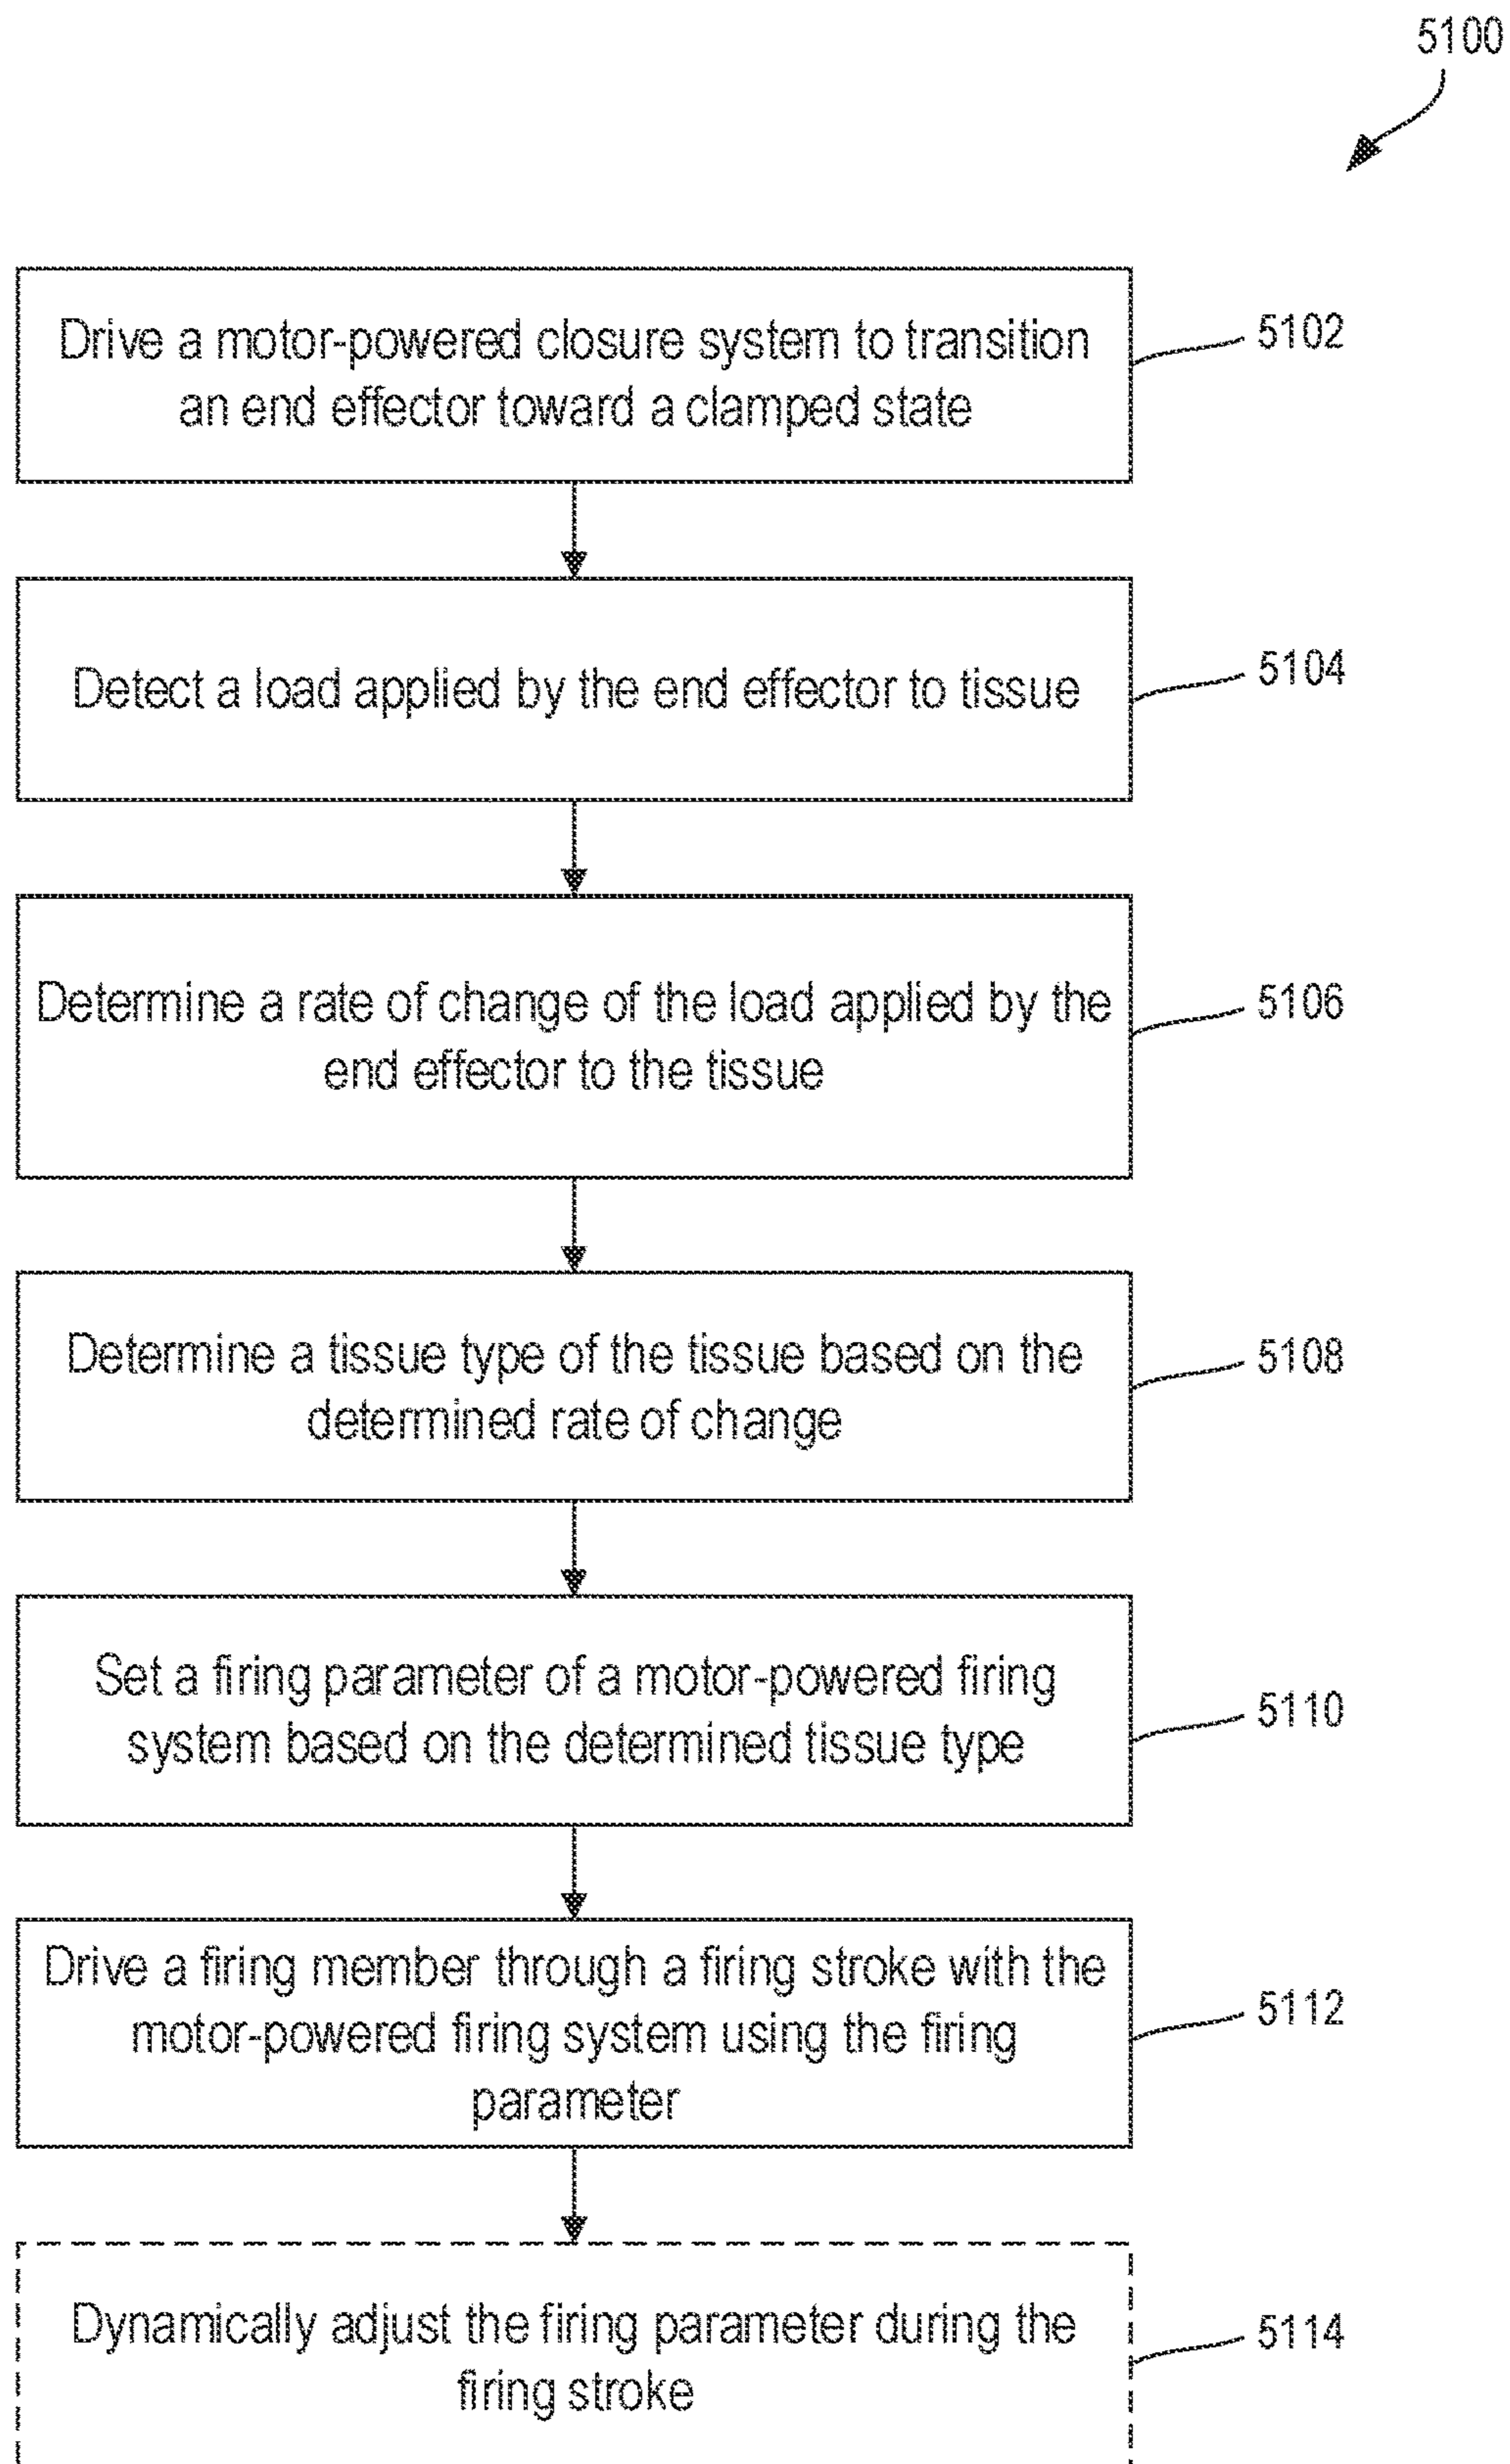 5100
Drive a motor-powered closure system to transition
an end effector toward a clamped state
5102
Detect a load applied by the end effector to tissue
5104
Determine a rate of change of the load applied by the
end effector to the tissue
5106
Determine a tissue type of the tissue based on the
determined rate of change
5108
Set a firing parameter of a motor-powered firing
system based on the determined tissue type
5110
Drive a firing member through a firing stroke with the
motor-powered firing system using the firing
parameter
5112
Dynamically adjust the firing parameter during the
firing stroke
5114